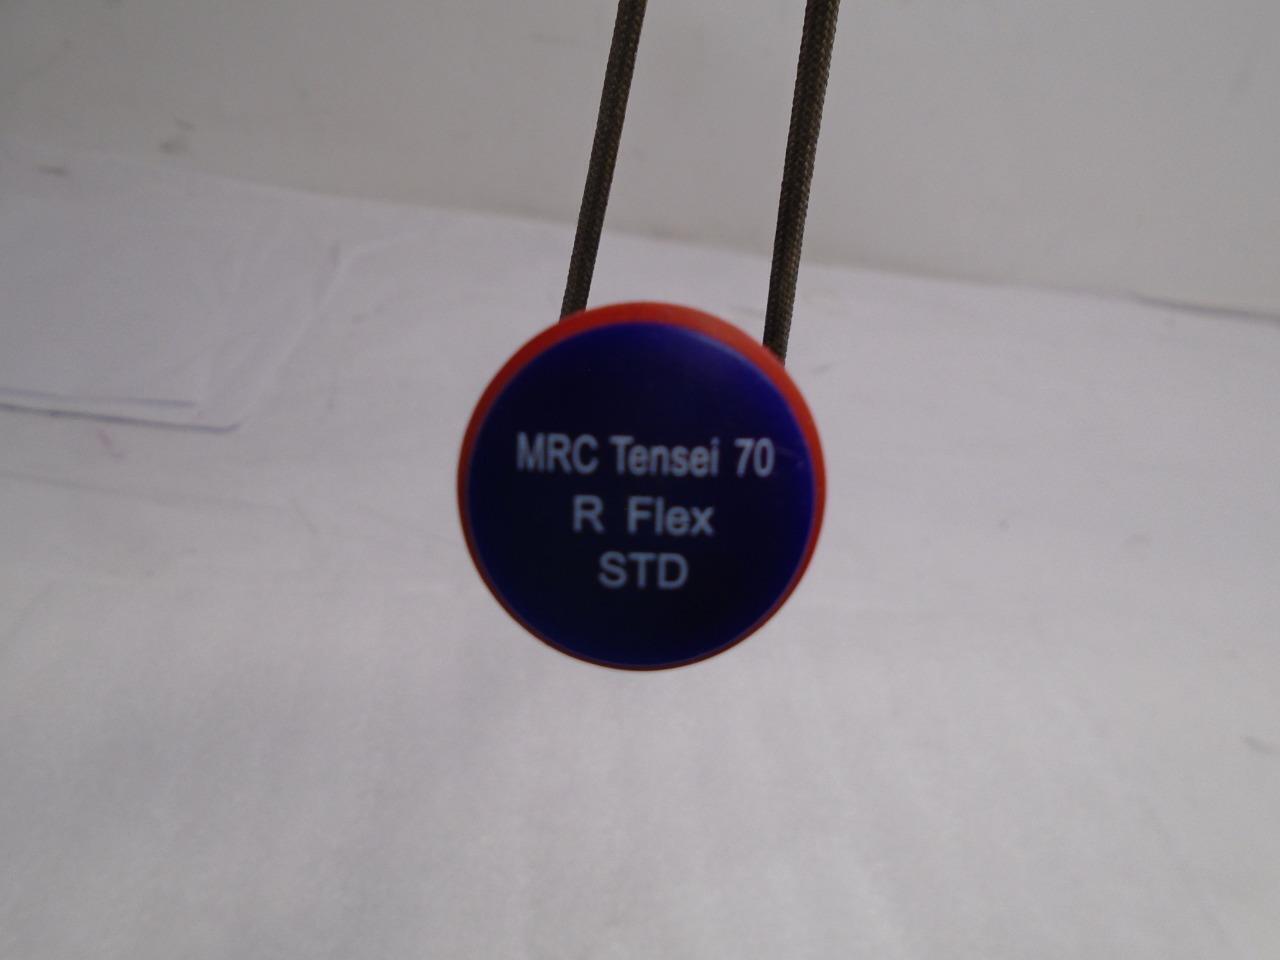 MRC Tensei 70
R Flex
STD